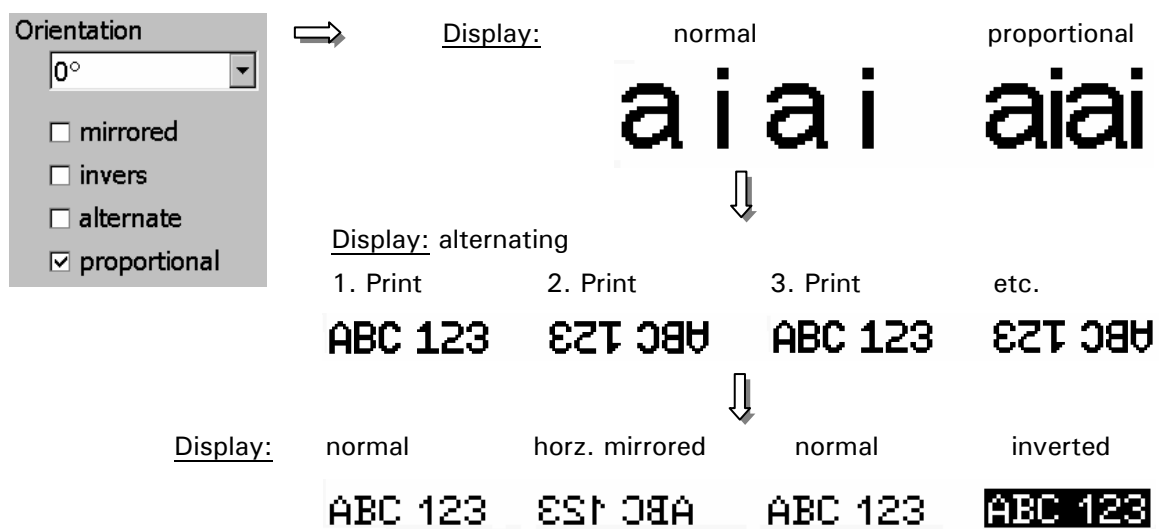 Orientation
0°
mirrored
invers
alternate
proportional
Display: normal proportional
a i a i aiai
Display: alternating
1. Print 2. Print 3. Print etc.
ABC 123 ABC 123 ABC 123 ABC 123
Display: normal horz. mirrored normal inverted
ABC 123 ABC 123 ABC 123 ABC 123